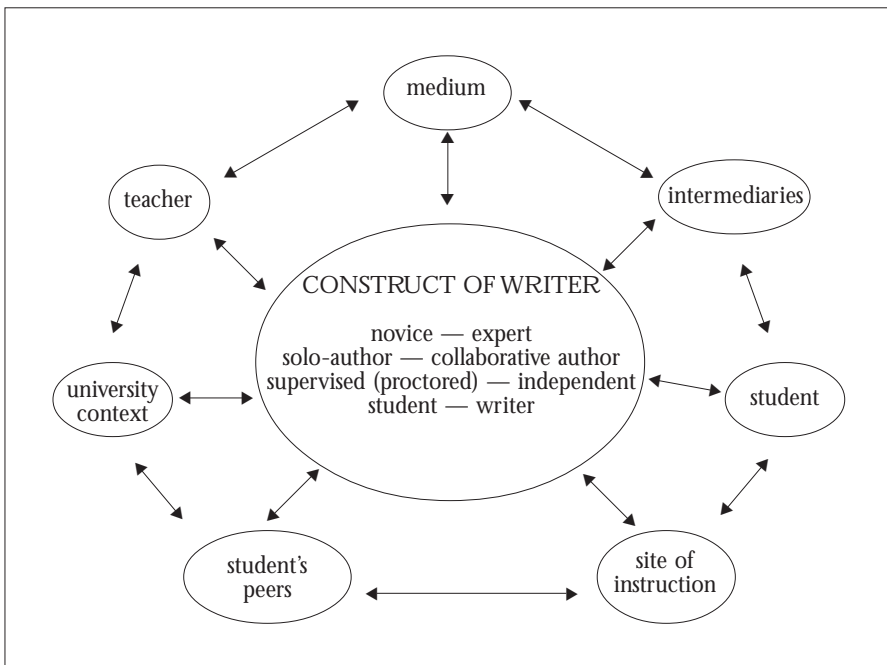 medium
teacher
intermediaries
CONSTRUCT OF WRITER
novice — expert
solo-author — collaborative author
supervised (proctored) — independent
student — writer
university
context
student
student's
peers
site of
instruction